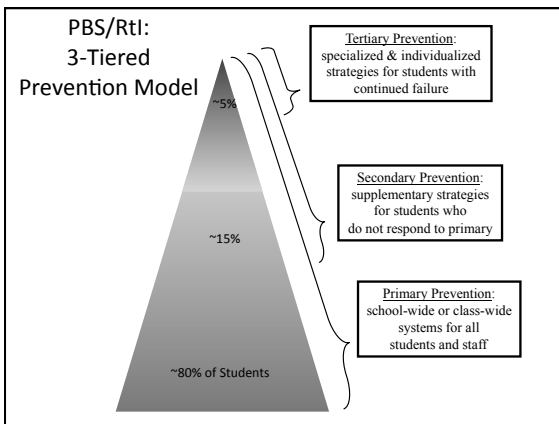 PBS/RtI:
3-Tiered
Prevention Model
Tertiary Prevention:
specialized & individualized
strategies for students with
continued failure
~5%
Secondary Prevention:
supplementary strategies
for students who
do not respond to primary
~15%
Primary Prevention:
school-wide or class-wide
systems for all
students and staff
~80% of Students